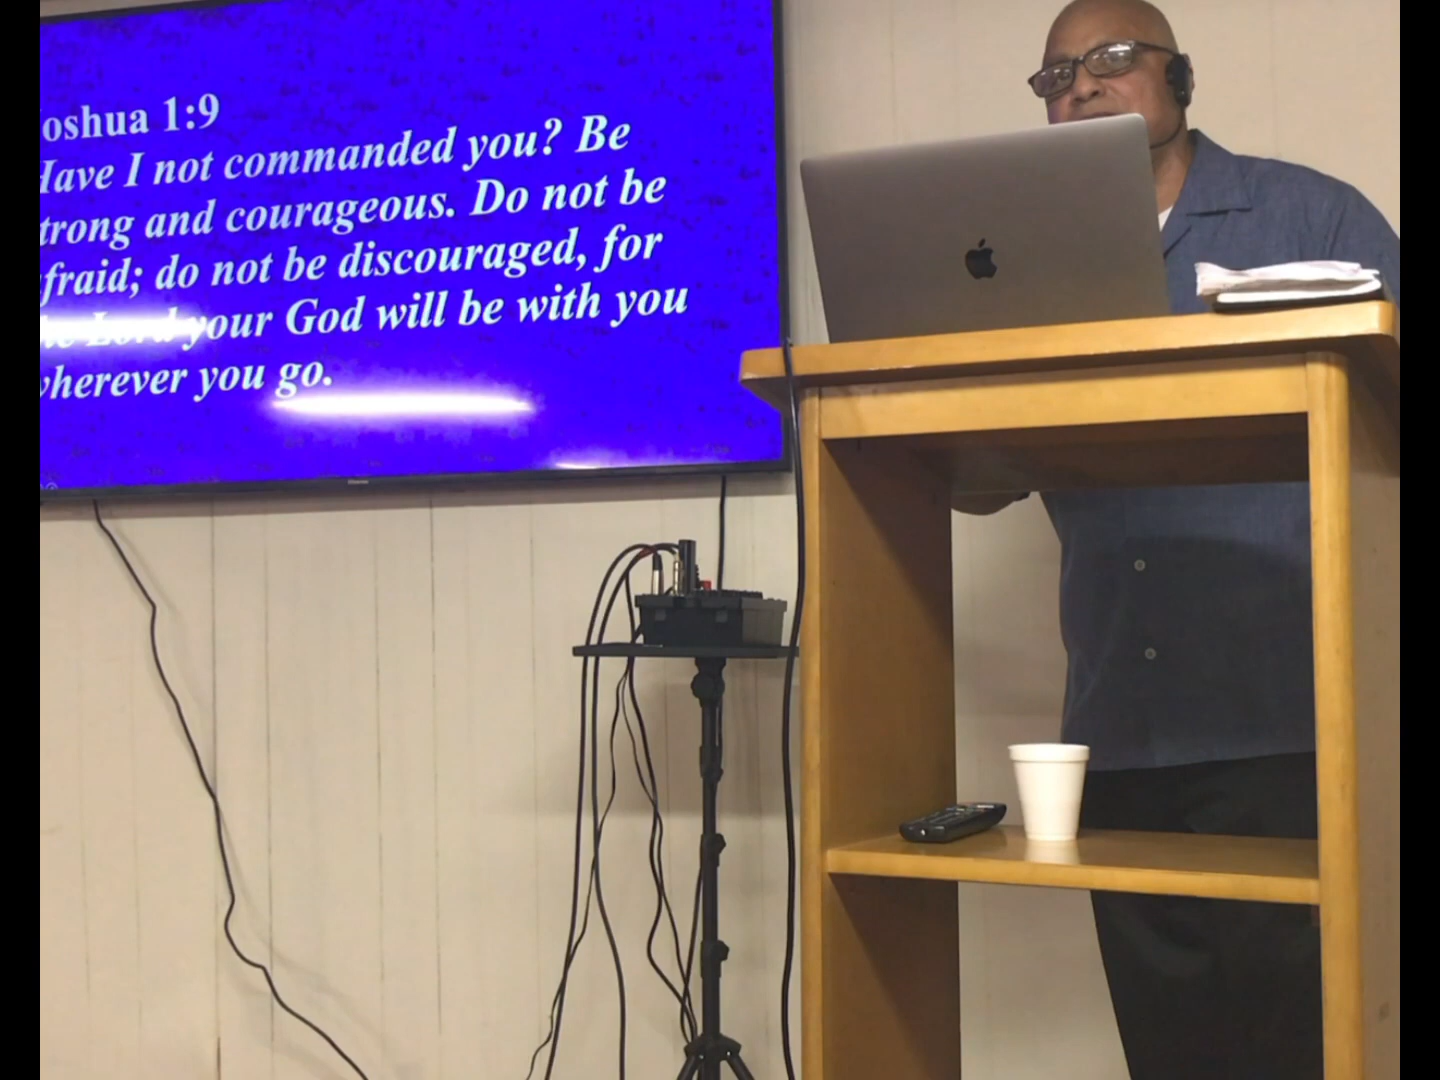 oshua 1:9
Have I not commanded you? Be
trong and courageous. Do not be
fraid; do not be discouraged, for
Lord your God will be with you
wherever you go.